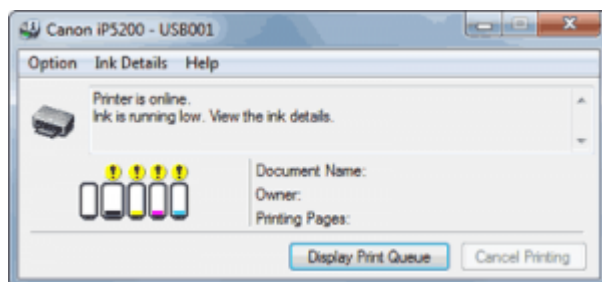 Canon iP5200 - USB001
Option Ink Details Help
Printer is online.
Ink is running low. View the ink details.
Document Name:
Owner:
Printing Pages:
Display Print Queue Cancel Printing